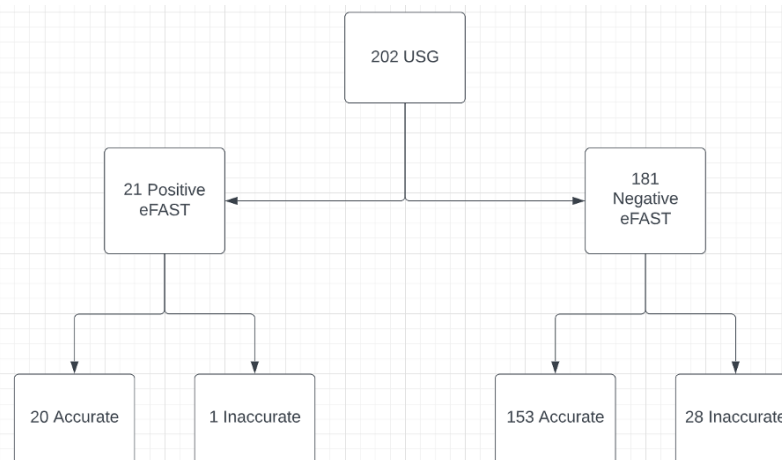 202 USG
21 Positive
eFAST
181
Negative
eFAST
20 Accurate
1 Inaccurate
153 Accurate
28 Inaccurate